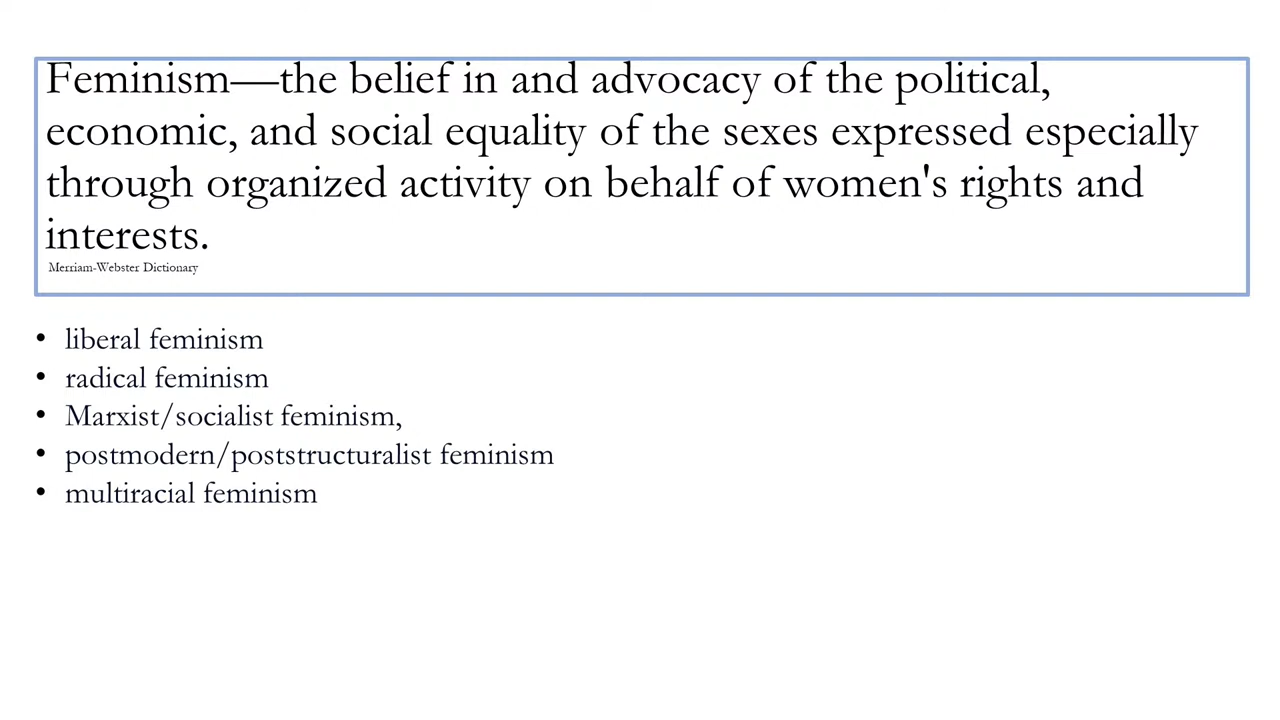 Feminism—the belief in and advocacy of the political,
economic, and social equality of the sexes expressed especially
through organized activity on behalf of women's rights and
interests.
Merriam-Webster Dictionary
• liberal feminism
• radical feminism
• Marxist/socialist feminism,
• postmodern/poststructuralist feminism
• multiracial feminism